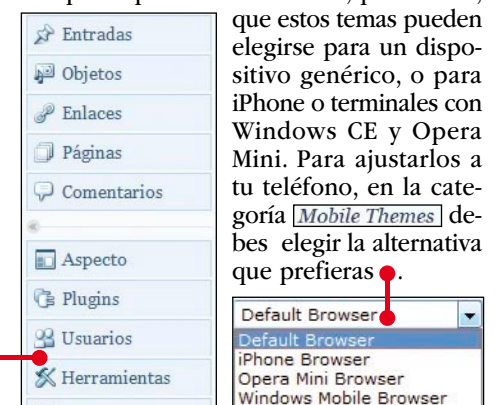 Entradas
Objetos
Enlaces
Páginas
Comentarios
Aspecto
Plugins
Usuarios
Herramientas
que estos temas pueden
elegirse para un dispo-
sitivo genérico, o para
iPhone o terminales con
Windows CE y Opera
Mini. Para ajustarlos a
tu teléfono, en la cate-
goría Mobile Themes de-
bes elegir la alternativa
que prefieras .
Default Browser
Default Browser
iPhone Browser
Opera Mini Browser
Windows Mobile Browser